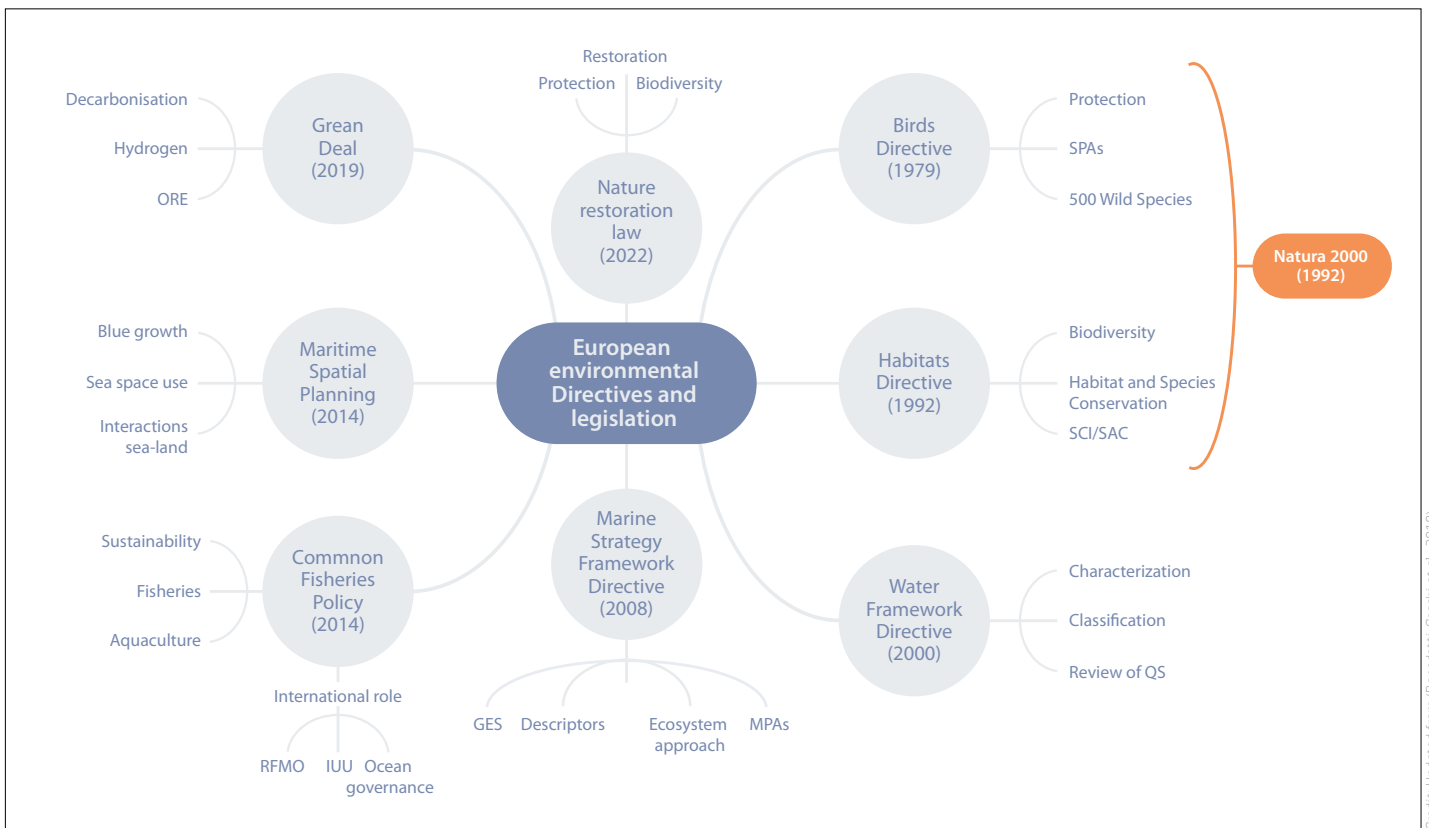 Restoration
Protection
Biodiversity
Decarbonisation
Hydrogen
ORE
Grean
Deal
(2019)
Nature
restoration
law
(2022)
Birds
Directive
(1979)
Protection
SPAs
500 Wild Species
Natura 2000
(1992)
Blue growth
Sea space use
Interactions
sea-land
Maritime
Spatial
Planning
(2014)
European
environmental
Directives and
legislation
Habitats
Directive
(1992)
Biodiversity
Habitat and Species
Conservation
SCI/SAC
Sustainability
Fisheries
Aquaculture
Commnon
Fisheries
Policy
(2014)
International role
RFMO
IUU
Ocean
governance
Marine
Strategy
Framework
Directive
(2008)
GES
Descriptors
Ecosystem
approach
MPAs
Water
Framework
Directive
(2000)
Characterization
Classification
Review of QS